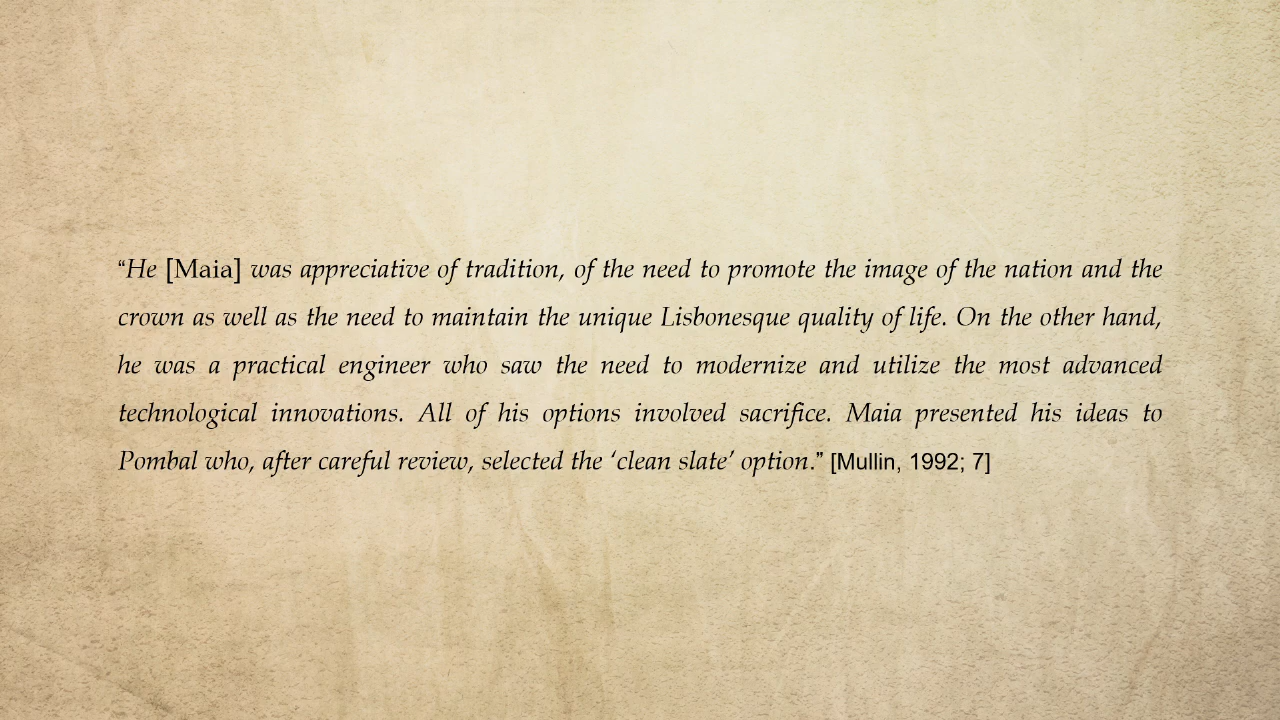 “He [Maia] was appreciative of tradition, of the need to promote the image of the nation and the
crown as well as the need to maintain the unique Lisbonesque quality of life. On the other hand,
he was a practical engineer who saw the need to modernize and utilize the most advanced
technological innovations. All of his options involved sacrifice. Maia presented his ideas to
Pombal who, after careful review, selected the ‘clean slate’ option.” [Mullin, 1992; 7]